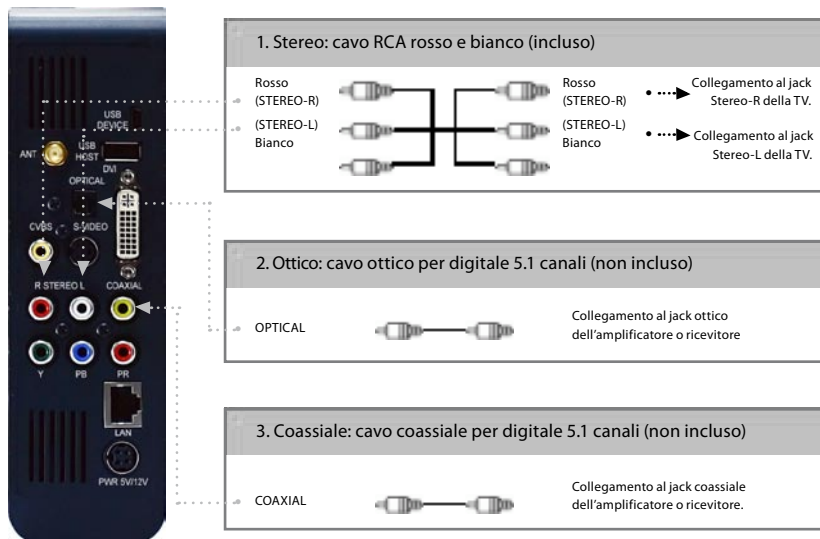 USB
DEVICE
ANT
USB
HOST
DVI
OPTICAL
CVBS
S-VIDEO
R STEREO L
COAXIAL
Y
PB
PR
LAN
PWR 5V/12V
1. Stereo: cavo RCA rosso e bianco (incluso)
Rosso
(STEREO-R)
(STEREO-L)
Bianco
Rosso
(STEREO-R)
(STEREO-L)
Bianco
Collegamento al jack
Stereo-R della TV.
Collegamento al jack
Stereo-L della TV.
2. Ottico: cavo ottico per digitale 5.1 canali (non incluso)
OPTICAL
Collegamento al jack ottico
dell'amplificatore o ricevitore
3. Coassiale: cavo coassiale per digitale 5.1 canali (non incluso)
COAXIAL
Collegamento al jack coassiale
dell'amplificatore o ricevitore.